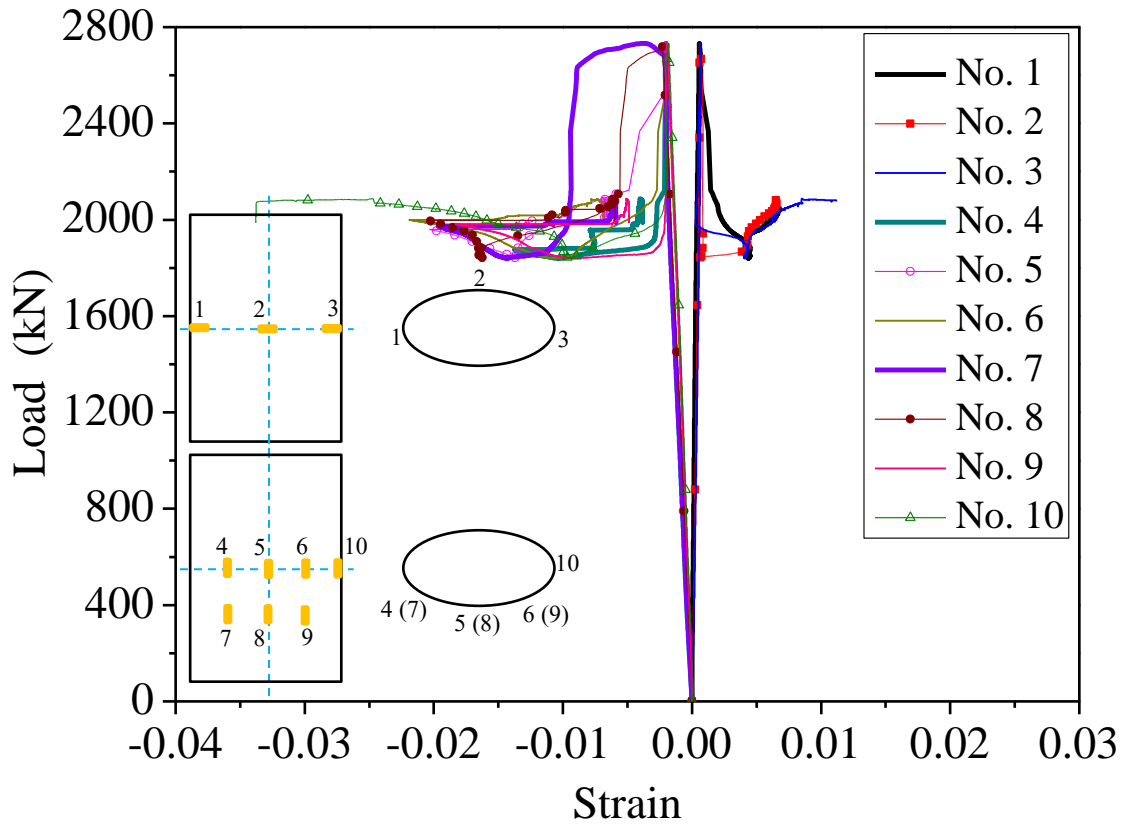 Load (kN)
2800
2400
2000
1600
1200
800
400
0
-0.04
-0.03
-0.02
-0.01
0.00
0.01
0.02
0.03
Strain
No. 1
No. 2
No. 3
No. 4
No. 5
No. 6
No. 7
No. 8
No. 9
No. 10
1
2
3
2
1
3
4
5
6
10
7
8
9
10
4 (7)
5 (8)
6 (9)